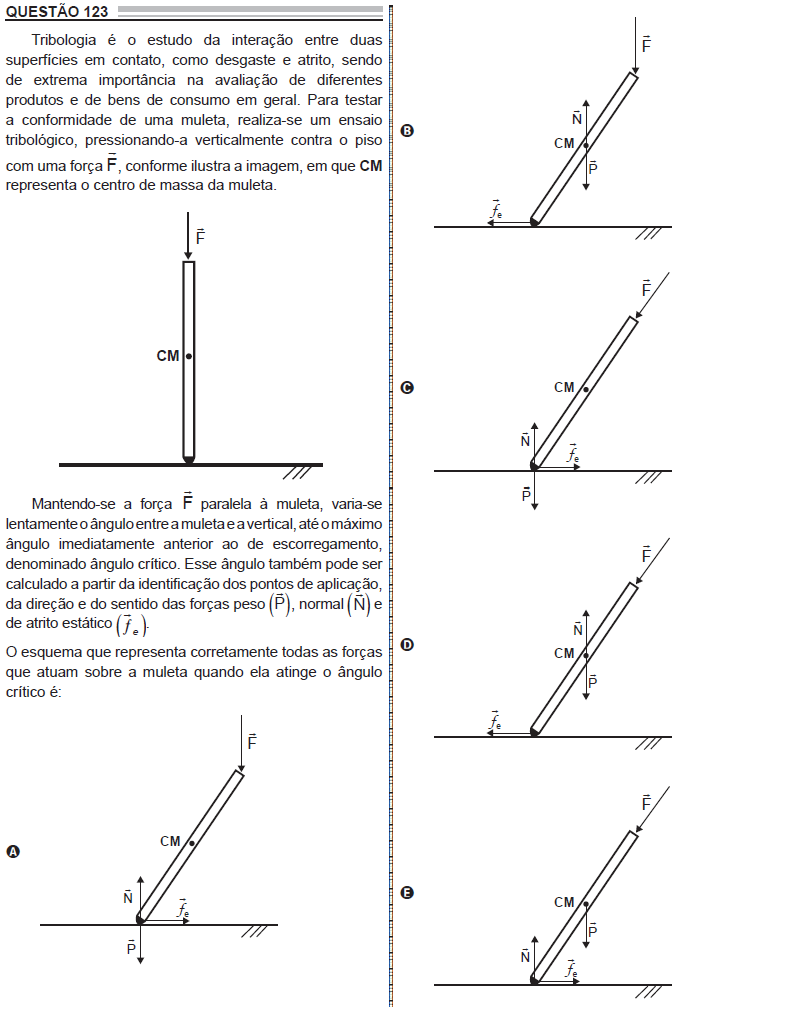 QUESTÃO 123
Tribologia é o estudo da interação entre duas
superfícies em contato, como desgaste e atrito, sendo
de extrema importância na avaliação de diferentes
produtos e de bens de consumo em geral. Para testar
a conformidade de uma muleta, realiza-se um ensaio
tribológico, pressionando-a verticalmente contra o piso
com uma força F⃗, conforme ilustra a imagem, em que CM
representa o centro de massa da muleta.
F⃗
CM
Mantendo-se a força F⃗ paralela à muleta, varia-se
lentamente o ângulo entre a muleta e a vertical, até o máximo
ângulo imediatamente anterior ao de escorregamento,
denominado ângulo crítico. Esse ângulo também pode ser
calculado a partir da identificação dos pontos de aplicação,
da direção e do sentido das forças peso (P⃗), normal (N⃗) e
de atrito estático (f⃗e).
O esquema que representa corretamente todas as forças
que atuam sobre a muleta quando ela atinge o ângulo
crítico é:
F⃗
CM
A
N⃗
f⃗e
P⃗
F⃗
N⃗
B
CM
P⃗
f⃗e
F⃗
C
CM
N⃗
f⃗e
P⃗
F⃗
N⃗
D
CM
P⃗
f⃗e
F⃗
E
CM
P⃗
N⃗
f⃗e